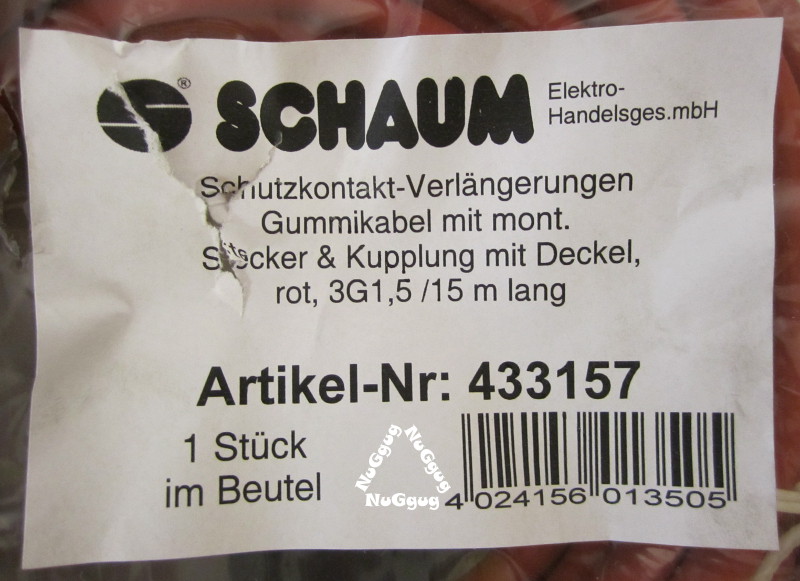 ® SCHAUM Elektro-
Handelsges.mbH
Schutzkontakt-Verlängerungen
Gummikabel mit mont.
Stecker & Kupplung mit Deckel,
rot, 3G1,5 /15 m lang
Artikel-Nr: 433157
1 Stück
im Beutel
NuGgug
NuGgug
NuGgug
4 024156 013505